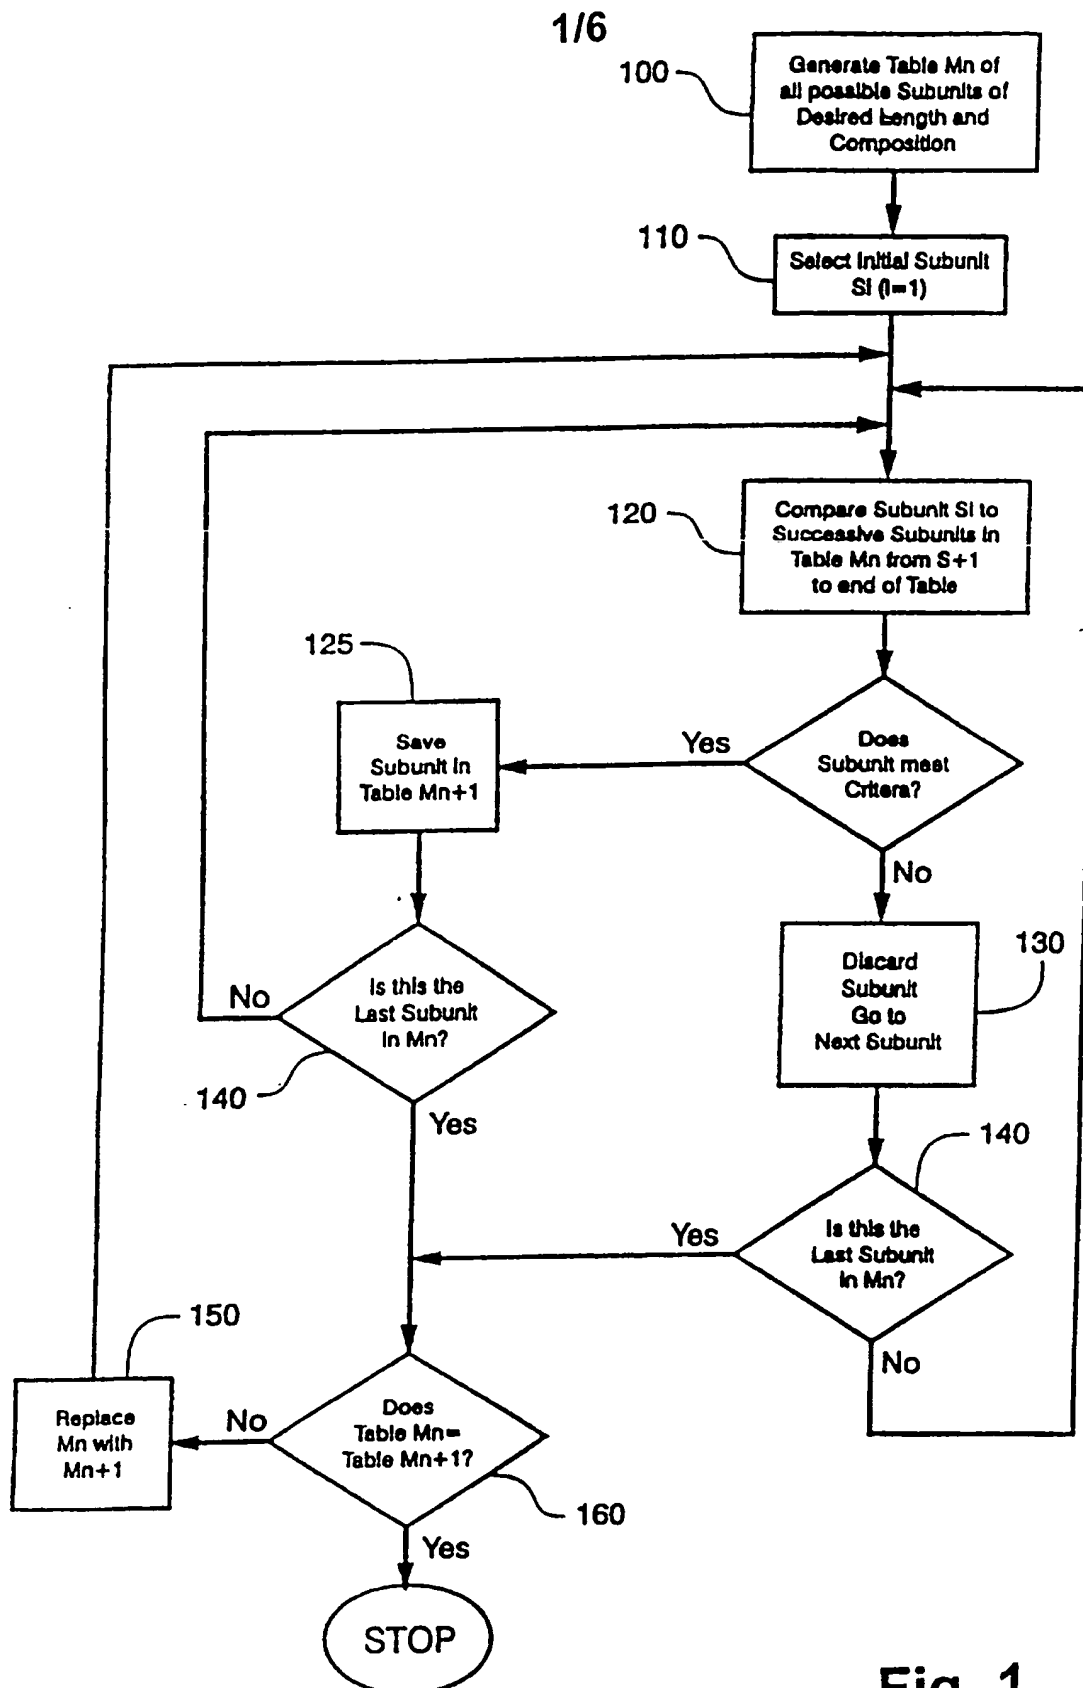 1/6
100
Generate Table Mn of
all possible Subunits of
Desired Length and
Composition
110
Select Initial Subunit
Si (i=1)
120
Compare Subunit Si to
Successive Subunits in
Table Mn from S+1
to end of Table
125
Save
Subunit in
Table Mn+1
Yes
Does
Subunit meet
Critera?
No
130
Discard
Subunit
Go to
Next Subunit
No
Is this the
Last Subunit
in Mn?
140
Yes
140
Yes
Is this the
Last Subunit
in Mn?
No
150
Replace
Mn with
Mn+1
No
Does
Table Mn=
Table Mn+1?
160
Yes
STOP
Fig. 1